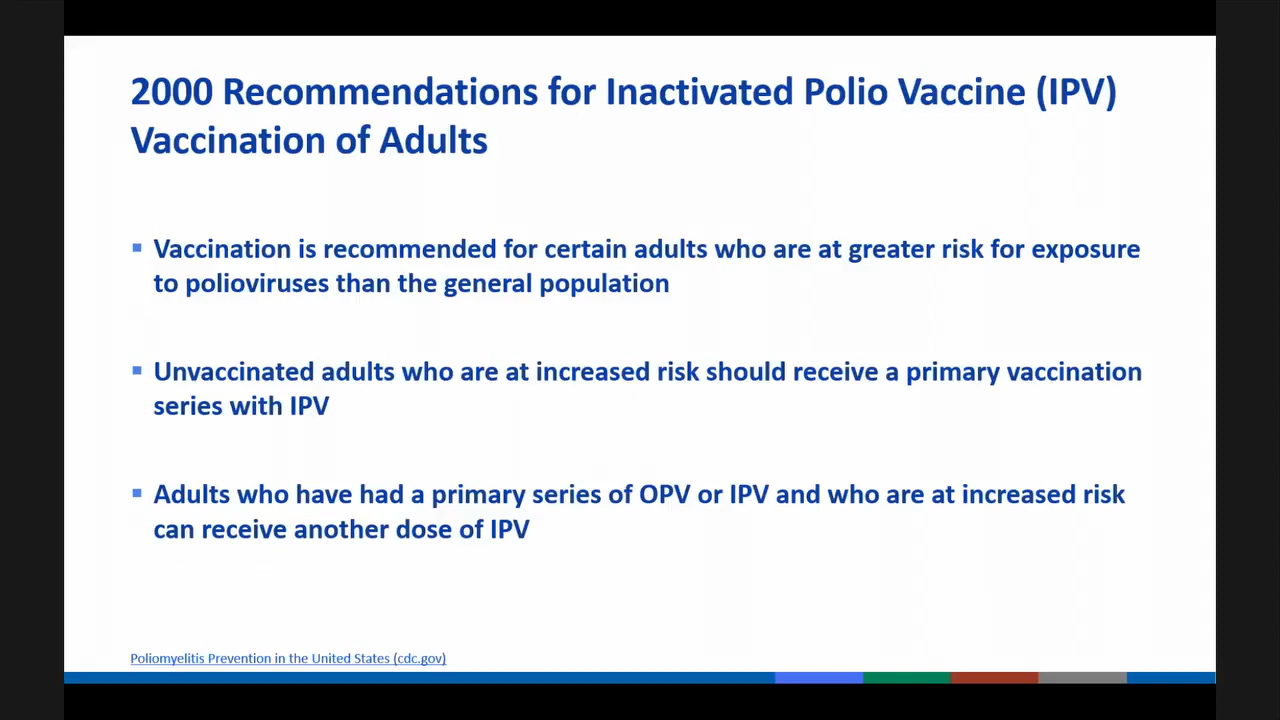 2000 Recommendations for Inactivated Polio Vaccine (IPV)
Vaccination of Adults
Vaccination is recommended for certain adults who are at greater risk for exposure
to polioviruses than the general population
Unvaccinated adults who are at increased risk should receive a primary vaccination
series with IPV
Adults who have had a primary series of OPV or IPV and who are at increased risk
can receive another dose of IPV
Poliomyelitis Prevention in the United States (cdc.gov)